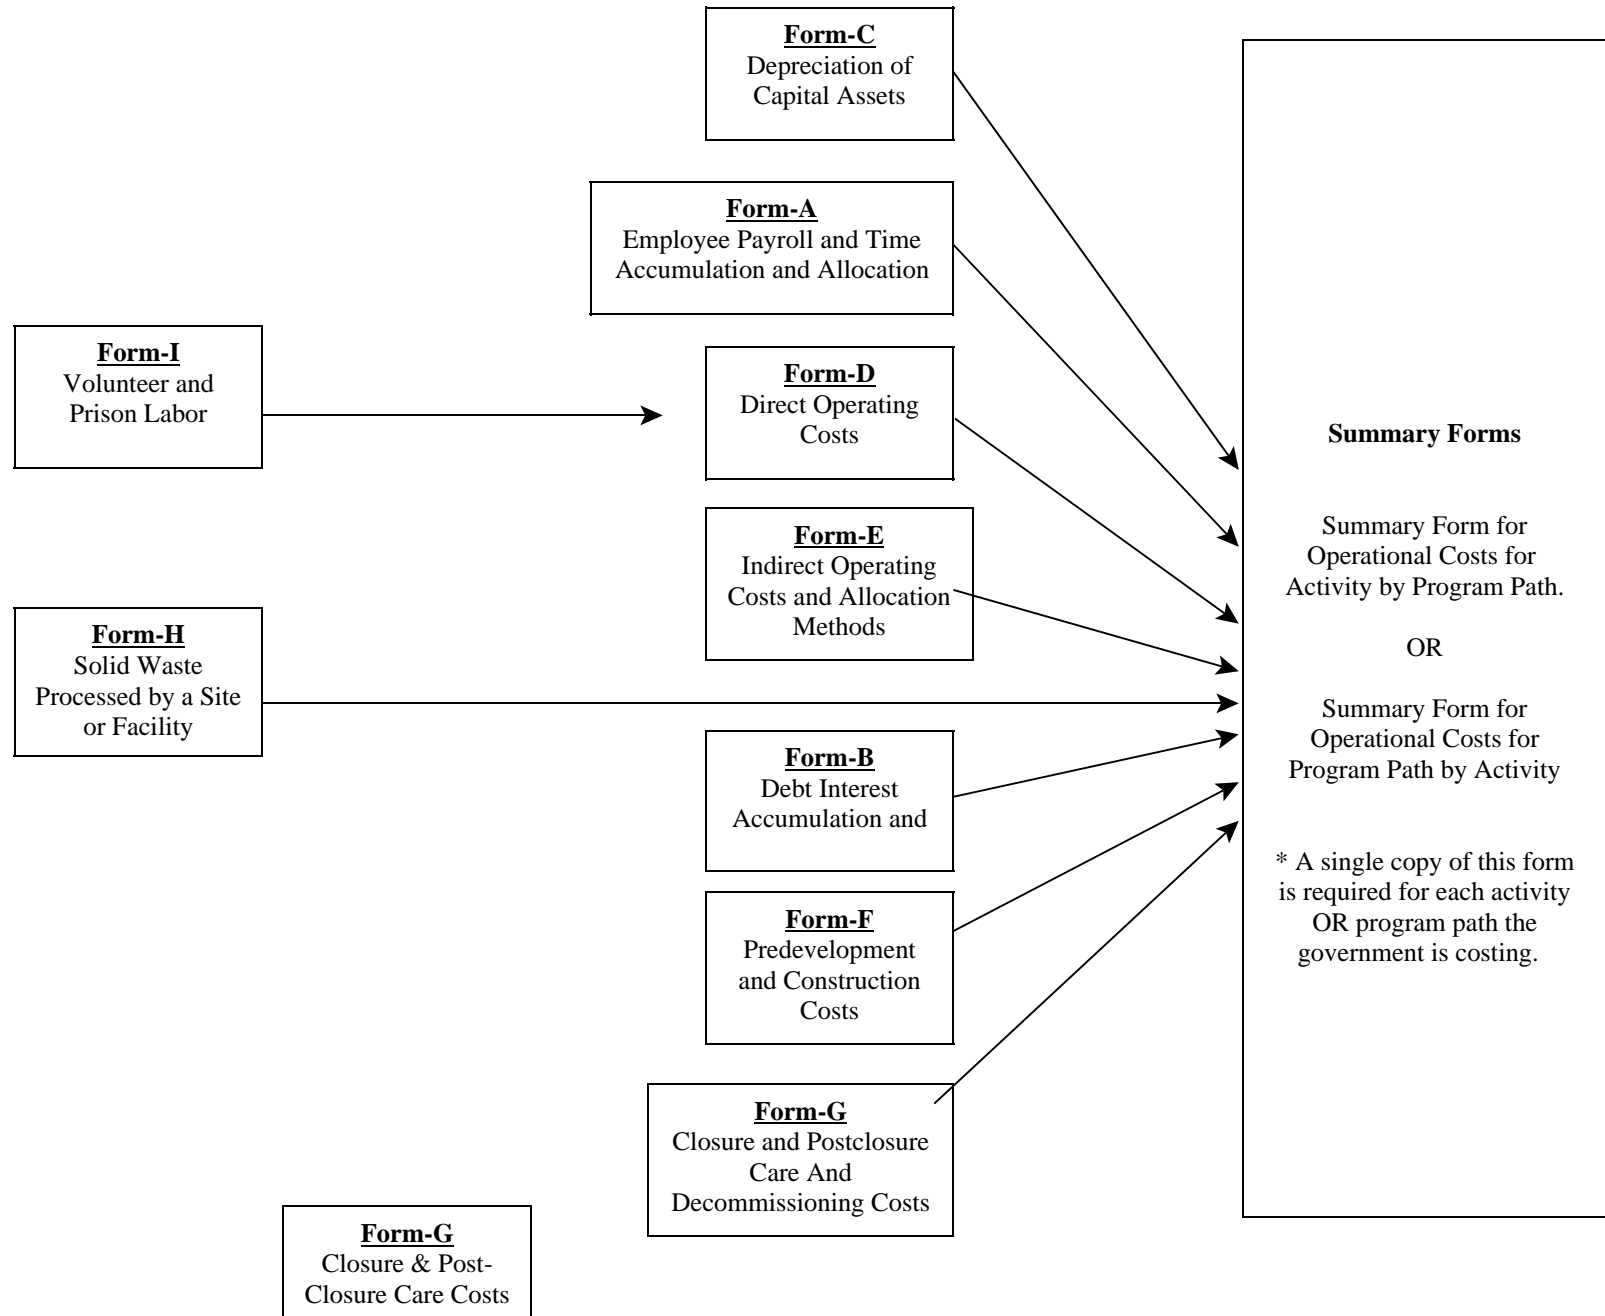 Form-C
Depreciation of
Capital Assets
Form-A
Employee Payroll and Time
Accumulation and Allocation
Form-I
Volunteer and
Prison Labor
Form-D
Direct Operating
Costs
Form-E
Indirect Operating
Costs and Allocation
Methods
Form-H
Solid Waste
Processed by a Site
or Facility
Form-B
Debt Interest
Accumulation and
Form-F
Predevelopment
and Construction
Costs
Form-G
Closure and Postclosure
Care And
Decommissioning Costs
Form-G
Closure & Post-
Closure Care Costs
Summary Forms
Summary Form for
Operational Costs for
Activity by Program Path.
OR
Summary Form for
Operational Costs for
Program Path by Activity
* A single copy of this form
is required for each activity
OR program path the
government is costing.